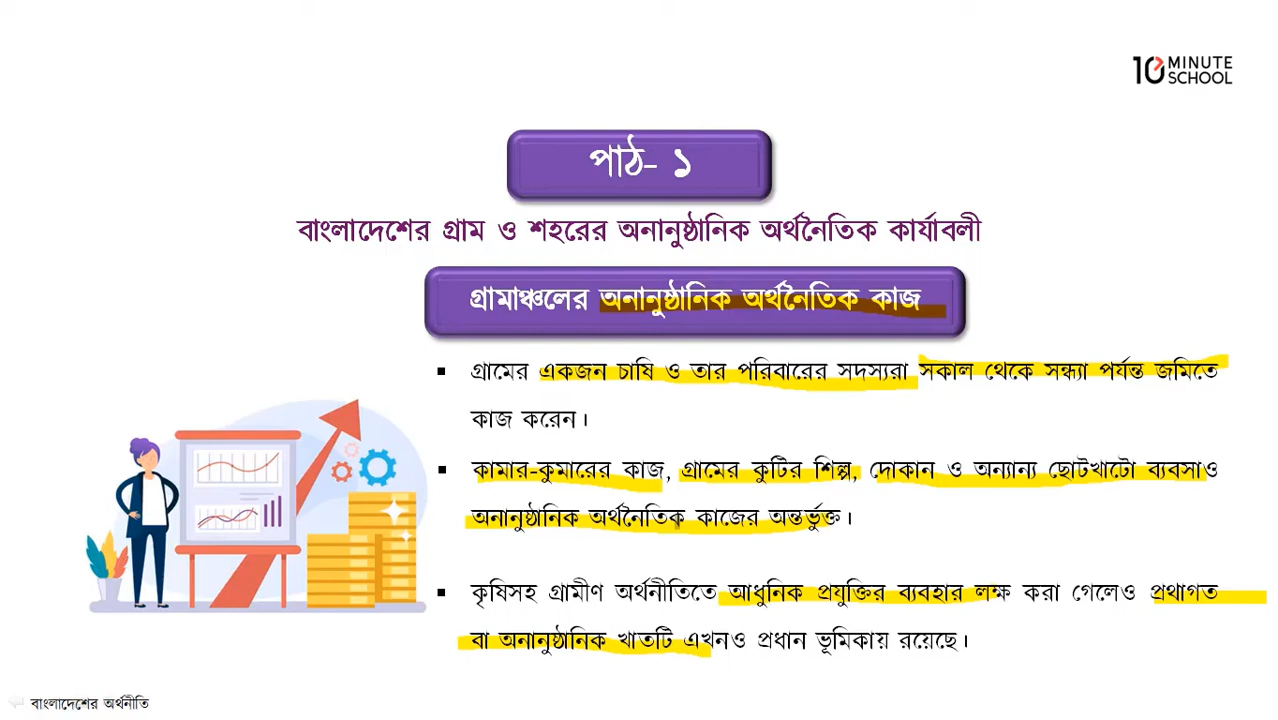 10 MINUTE
SCHOOL
পাঠ- ১
বাংলাদেশের গ্রাম ও শহরের অনানুষ্ঠানিক অর্থনৈতিক কার্যাবলী
গ্রামাঞ্চলের অনানুষ্ঠানিক অর্থনৈতিক কাজ
▪ গ্রামের একজন চাষি ও তার পরিবারের সদস্যরা সকাল থেকে সন্ধ্যা পর্যন্ত জমিতে
কাজ করেন।
▪ কামার-কুমারের কাজ, গ্রামের কুটির শিল্প, দোকান ও অন্যান্য ছোটখাটো ব্যবসাও
অনানুষ্ঠানিক অর্থনৈতিক কাজের অন্তর্ভুক্ত।
▪ কৃষিসহ গ্রামীণ অর্থনীতিতে আধুনিক প্রযুক্তির ব্যবহার লক্ষ করা গেলেও প্রথাগত
বা অনানুষ্ঠানিক খাতটি এখনও প্রধান ভূমিকায় রয়েছে।
বাংলাদেশের অর্থনীতি